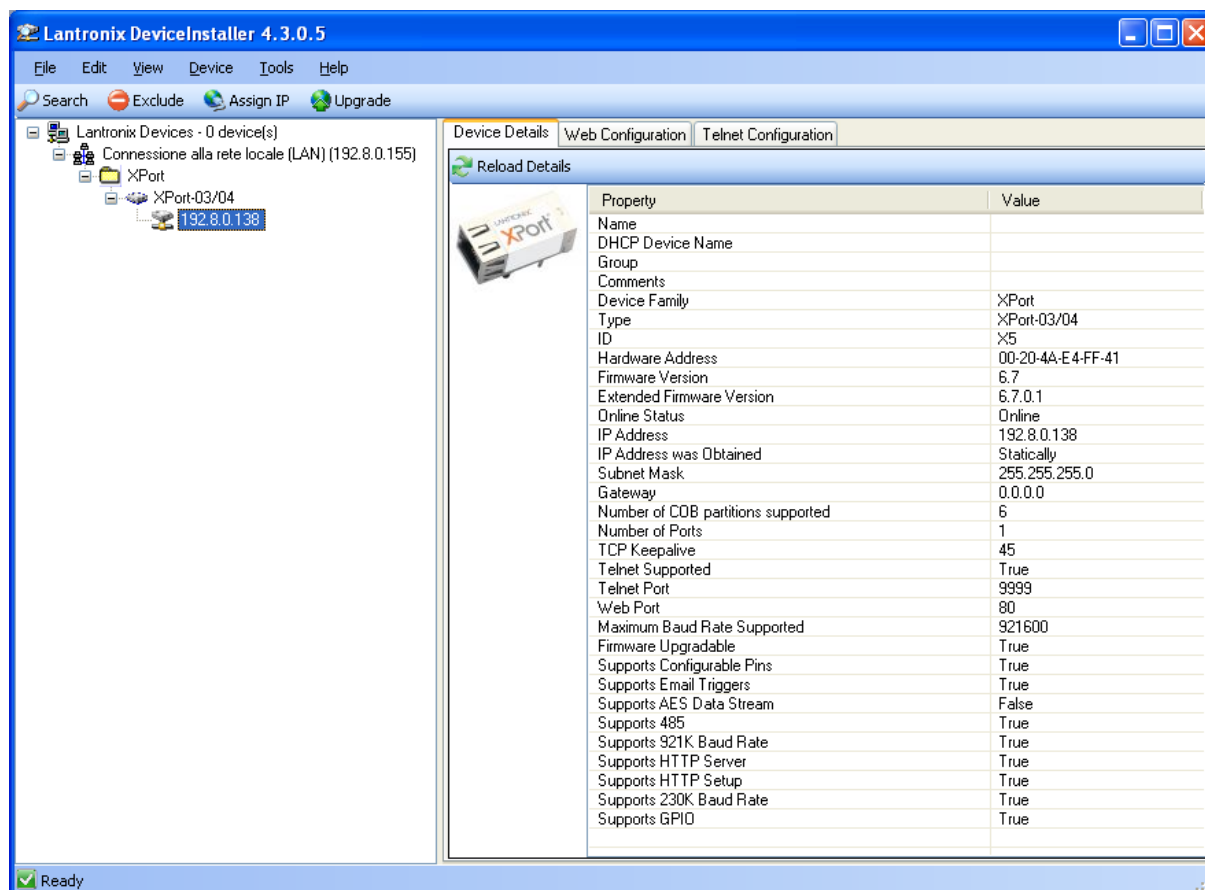 Lantronix DeviceInstaller 4.3.0.5
File Edit View Device Tools Help
Search Exclude Assign IP Upgrade
Lantronix Devices - 0 device(s)
Connessione alla rete locale (LAN) (192.8.0.155)
XPort
XPort-03/04
192.8.0.138
Device Details Web Configuration Telnet Configuration
Reload Details
LANTRONIX
XPort
Property Value
Name
DHCP Device Name
Group
Comments
Device Family XPort
Type XPort-03/04
ID X5
Hardware Address 00-20-4A-E4-FF-41
Firmware Version 6.7
Extended Firmware Version 6.7.0.1
Online Status Online
IP Address 192.8.0.138
IP Address was Obtained Statically
Subnet Mask 255.255.255.0
Gateway 0.0.0.0
Number of COB partitions supported 6
Number of Ports 1
TCP Keepalive 45
Telnet Supported True
Telnet Port 9999
Web Port 80
Maximum Baud Rate Supported 921600
Firmware Upgradable True
Supports Configurable Pins True
Supports Email Triggers True
Supports AES Data Stream False
Supports 485 True
Supports 921K Baud Rate True
Supports HTTP Server True
Supports HTTP Setup True
Supports 230K Baud Rate True
Supports GPIO True
Ready